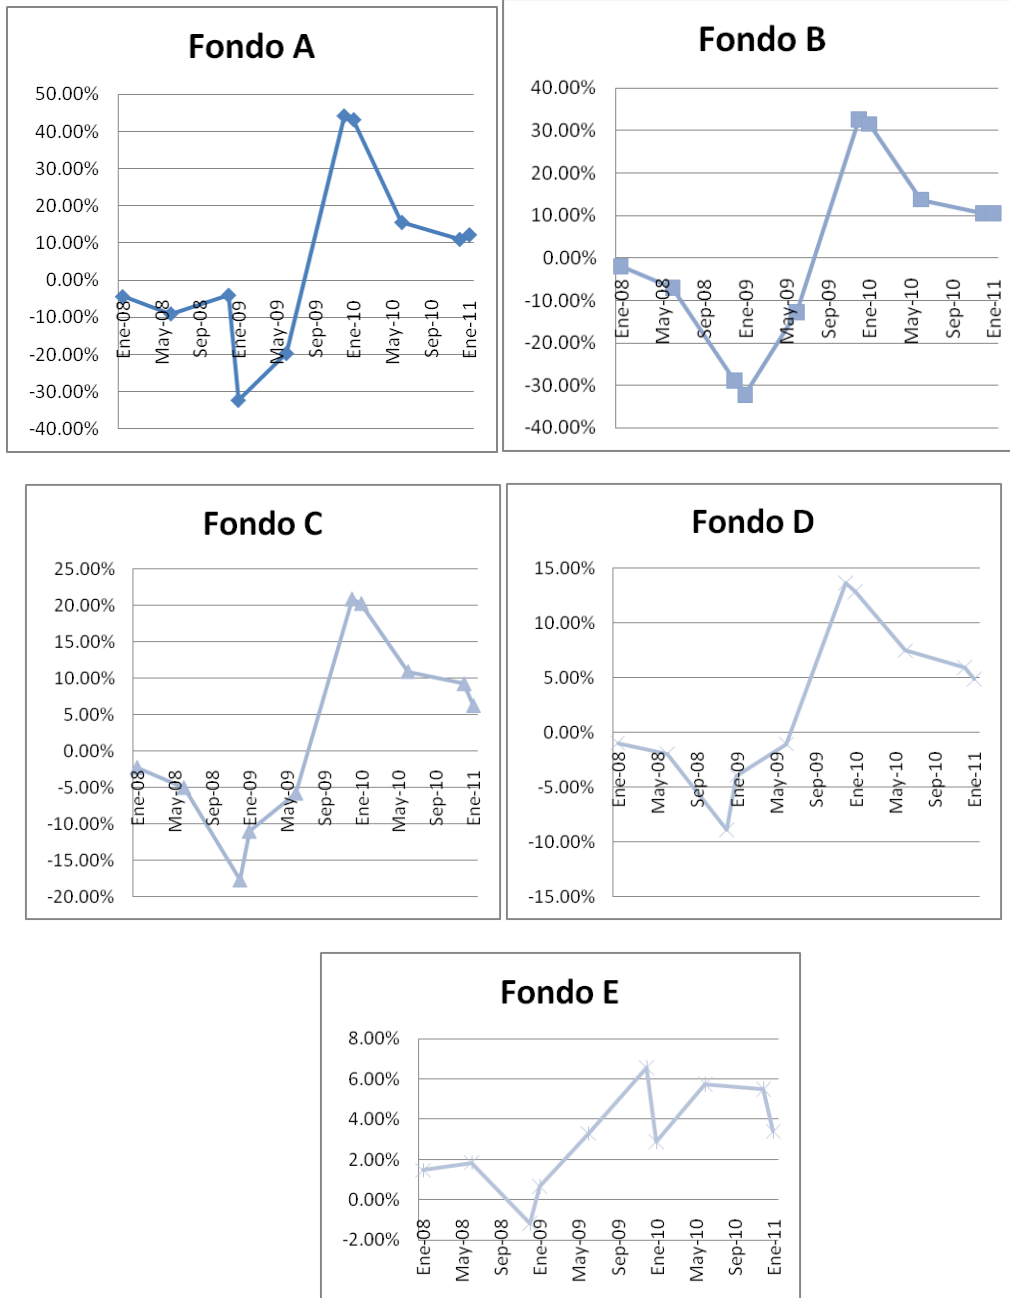 Fondo A
50.00%
40.00%
30.00%
20.00%
10.00%
0.00%
-10.00%
-20.00%
-30.00%
-40.00%
Ene-08
May-08
Sep-08
Ene-09
May-09
Sep-09
Ene-10
May-10
Sep-10
Ene-11
Fondo B
40.00%
30.00%
20.00%
10.00%
0.00%
-10.00%
-20.00%
-30.00%
-40.00%
Ene-08
May-08
Sep-08
Ene-09
May-09
Sep-09
Ene-10
May-10
Sep-10
Ene-11
Fondo C
25.00%
20.00%
15.00%
10.00%
5.00%
0.00%
-5.00%
-10.00%
-15.00%
-20.00%
Ene-08
May-08
Sep-08
Ene-09
May-09
Sep-09
Ene-10
May-10
Sep-10
Ene-11
Fondo D
15.00%
10.00%
5.00%
0.00%
-5.00%
-10.00%
-15.00%
Ene-08
May-08
Sep-08
Ene-09
May-09
Sep-09
Ene-10
May-10
Sep-10
Ene-11
Fondo E
8.00%
6.00%
4.00%
2.00%
0.00%
-2.00%
Ene-08
May-08
Sep-08
Ene-09
May-09
Sep-09
Ene-10
May-10
Sep-10
Ene-11